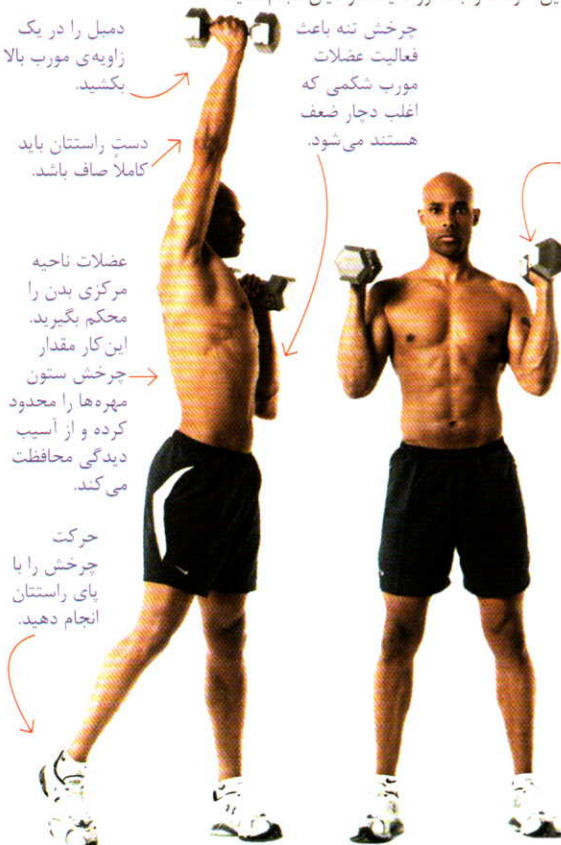 دمبل را در یک
زاویه‌ی مورب بالا
بکشید.
دست راستتان باید
کاملاً صاف باشد.
چرخش تنه باعث
فعالیت عضلات
مورب شکمی که
اغلب دچار ضعف
هستند می‌شود.
عضلات ناحیه
مرکزی بدن را
محکم بگیرید.
این کار مقدار
چرخش ستون
مهره‌ها را محدود
کرده و از آسیب
دیدگی محافظت
می‌کند.
حرکت
چرخش را با
پای راستتان
انجام دهید.